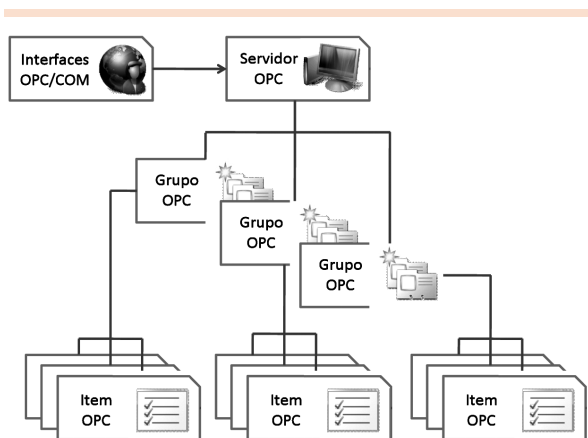 Interfaces
OPC/COM
Servidor
OPC
Grupo
OPC
Grupo
OPC
Grupo
OPC
Item
OPC
Item
OPC
Item
OPC